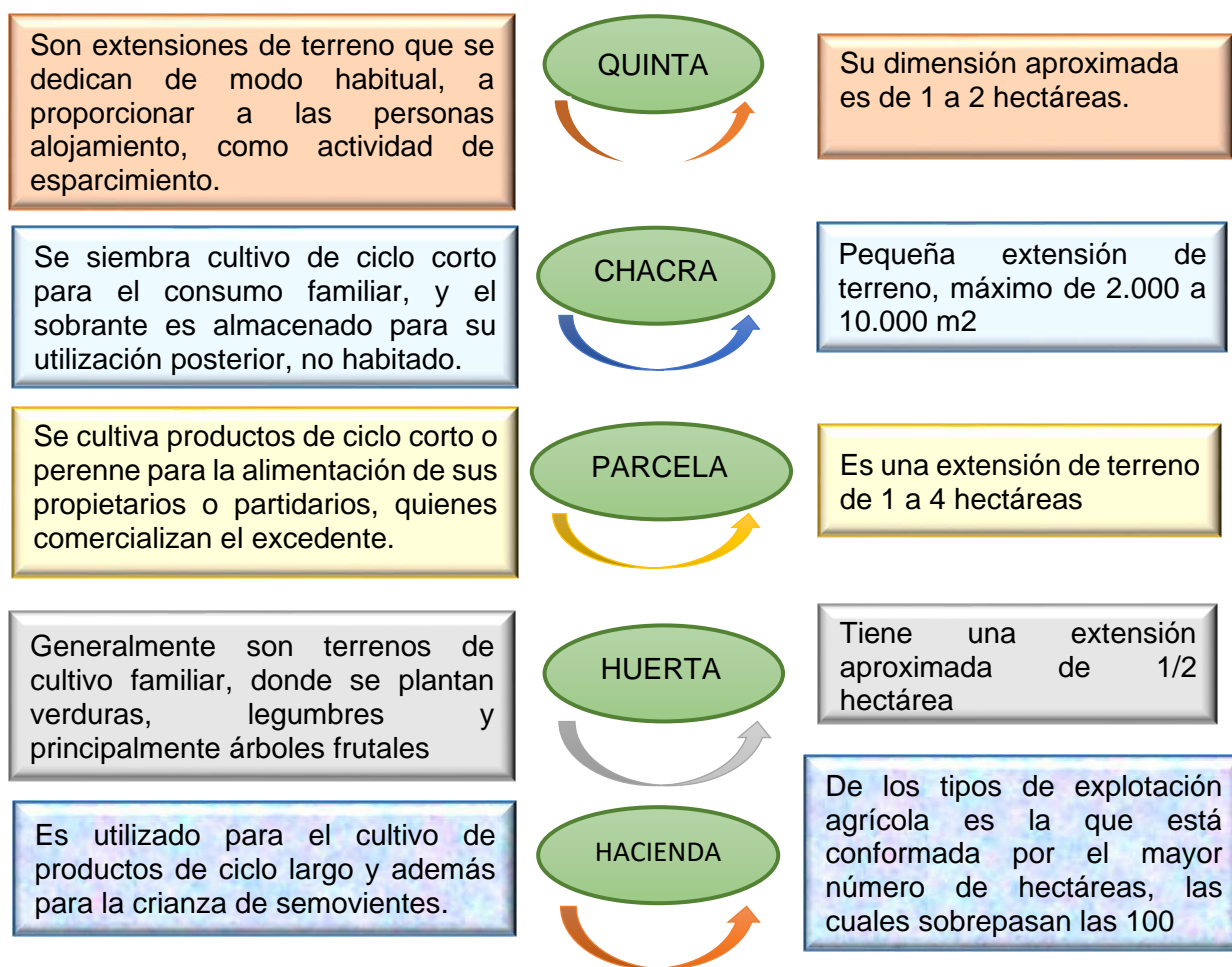 Son extensiones de terreno que se
dedican de modo habitual, a
proporcionar a las personas
alojamiento, como actividad de
esparcimiento.
QUINTA
Su dimensión aproximada
es de 1 a 2 hectáreas.
Se siembra cultivo de ciclo corto
para el consumo familiar, y el
sobrante es almacenado para su
utilización posterior, no habitado.
CHACRA
Pequeña extensión de
terreno, máximo de 2.000 a
10.000 m2
Se cultiva productos de ciclo corto o
perenne para la alimentación de sus
propietarios o partidarios, quienes
comercializan el excedente.
PARCELA
Es una extensión de terreno
de 1 a 4 hectáreas
Generalmente son terrenos de
cultivo familiar, donde se plantan
verduras, legumbres y
principalmente árboles frutales
HUERTA
Tiene una extensión
aproximada de 1/2
hectárea
Es utilizado para el cultivo de
productos de ciclo largo y además
para la crianza de semovientes.
HACIENDA
De los tipos de explotación
agrícola es la que está
conformada por el mayor
número de hectáreas, las
cuales sobrepasan las 100